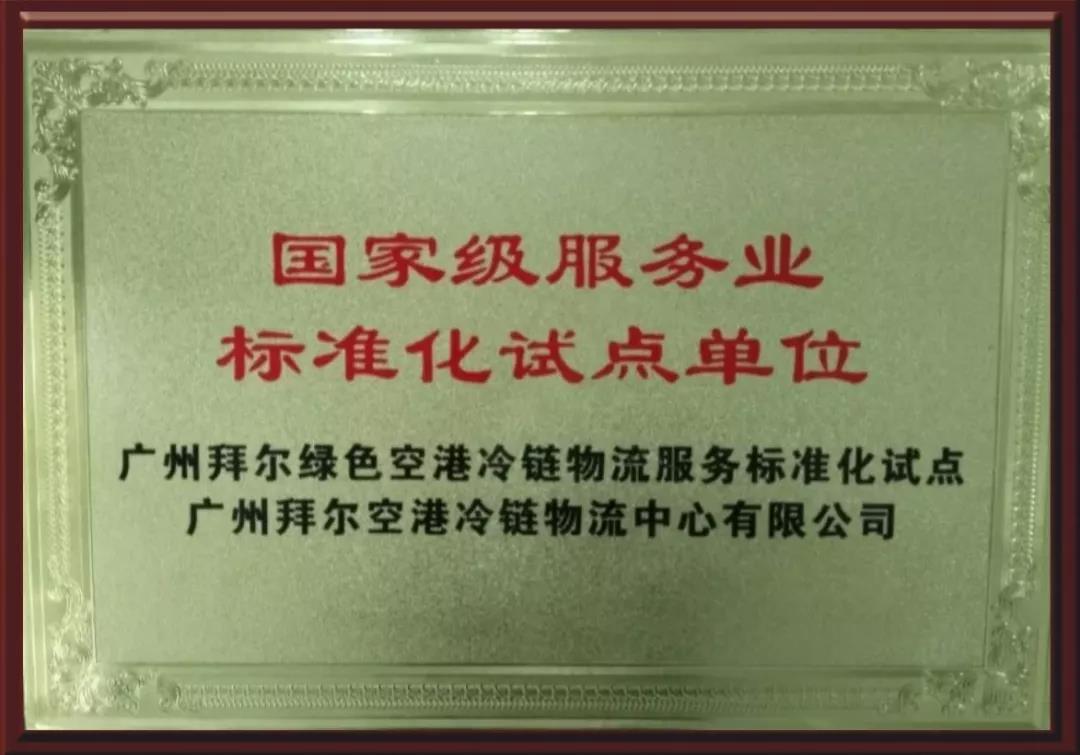 国家级服务业
标准化试点单位
广州拜尔绿色空港冷链物流服务标准化试点
广州拜尔空港冷链物流中心有限公司